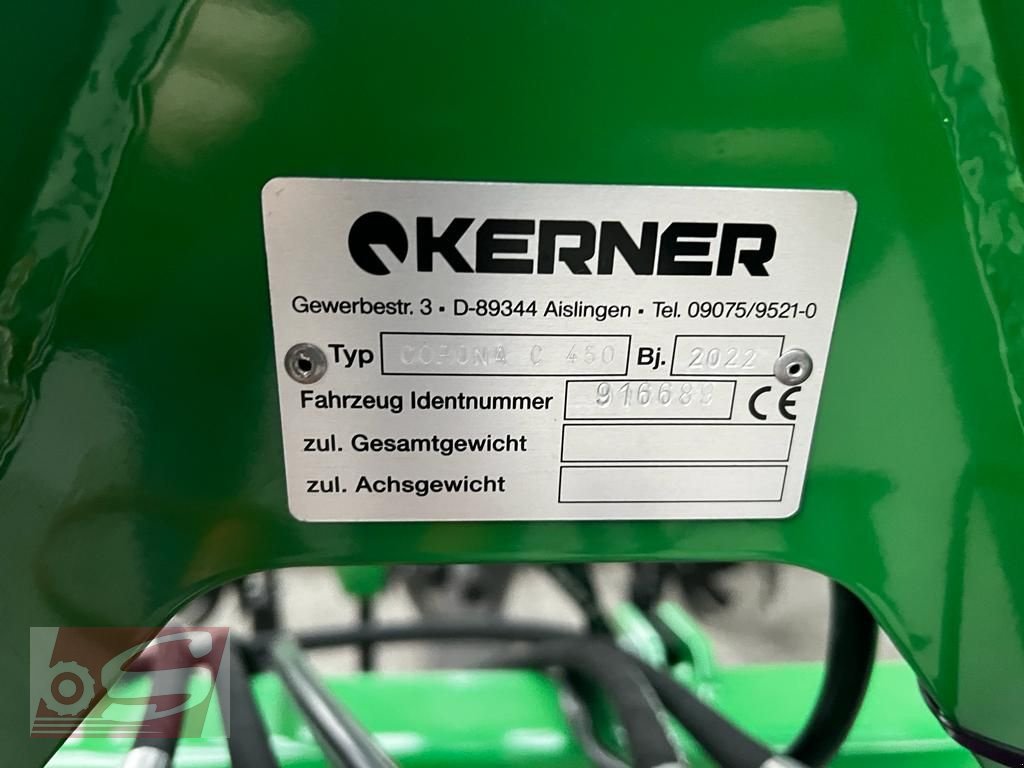 KERNER
Gewerbestr. 3 • D-89344 Aislingen • Tel. 09075/9521-0
Typ CORONA C 450 Bj. 2022
Fahrzeug Identnummer 916689 CE
zul. Gesamtgewicht
zul. Achsgewicht